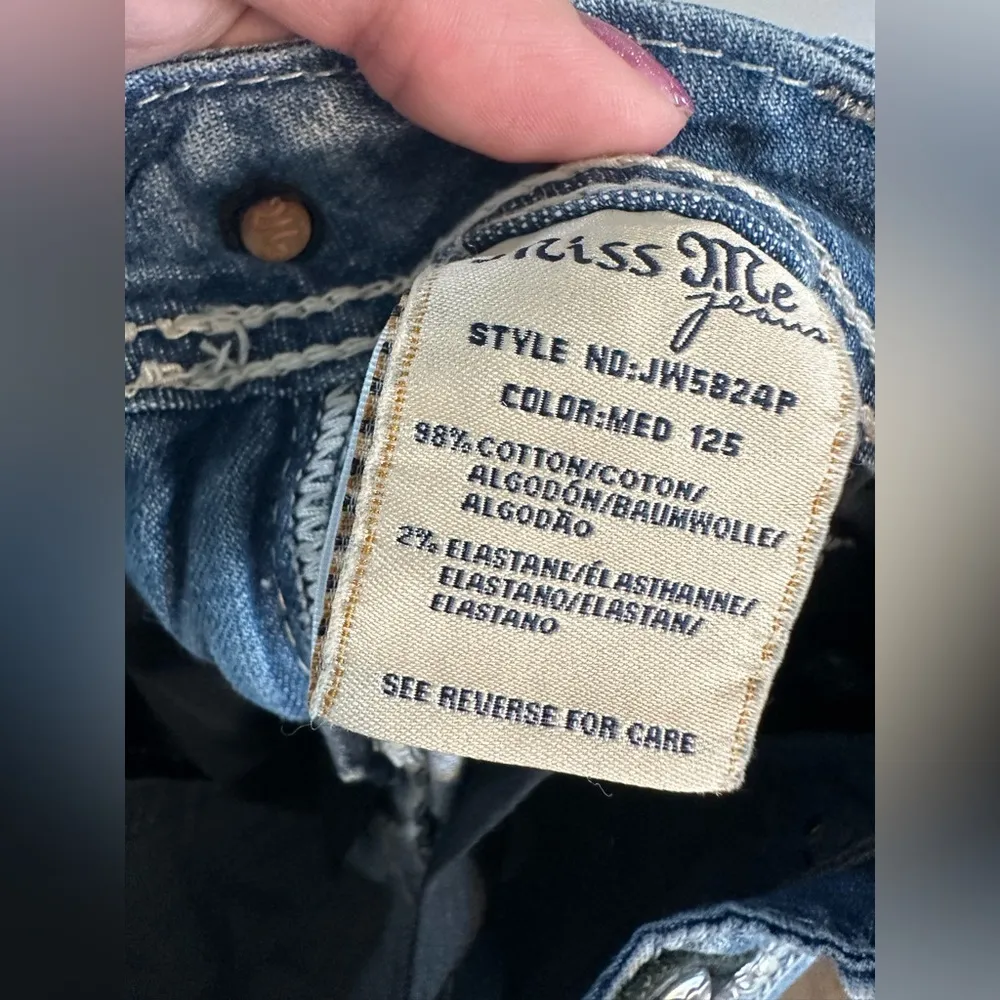 Miss Me
jeans
STYLE NO:JW5824P
COLOR:MED 125
98% COTTON/COTON/
ALGODÓN/BAUMWOLLE/
ALGODÃO
2% ELASTANE/ÉLASTHANNE/
ELASTANO/ELASTAN/
ELASTANO
SEE REVERSE FOR CARE